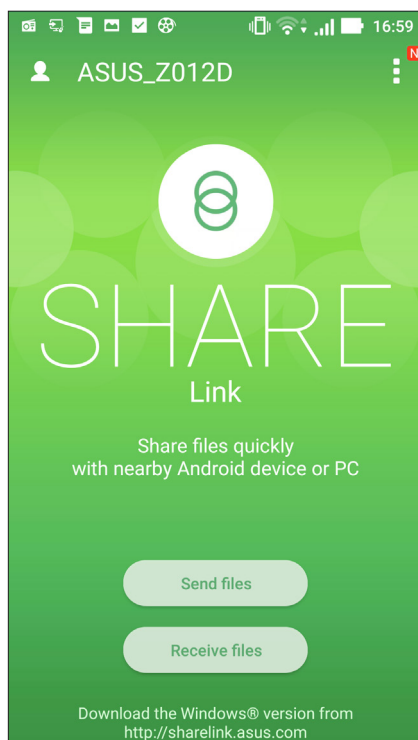 16:59
ASUS_Z012D
SHARE
Link
Share files quickly
with nearby Android device or PC
Send files
Receive files
Download the Windows® version from
http://sharelink.asus.com